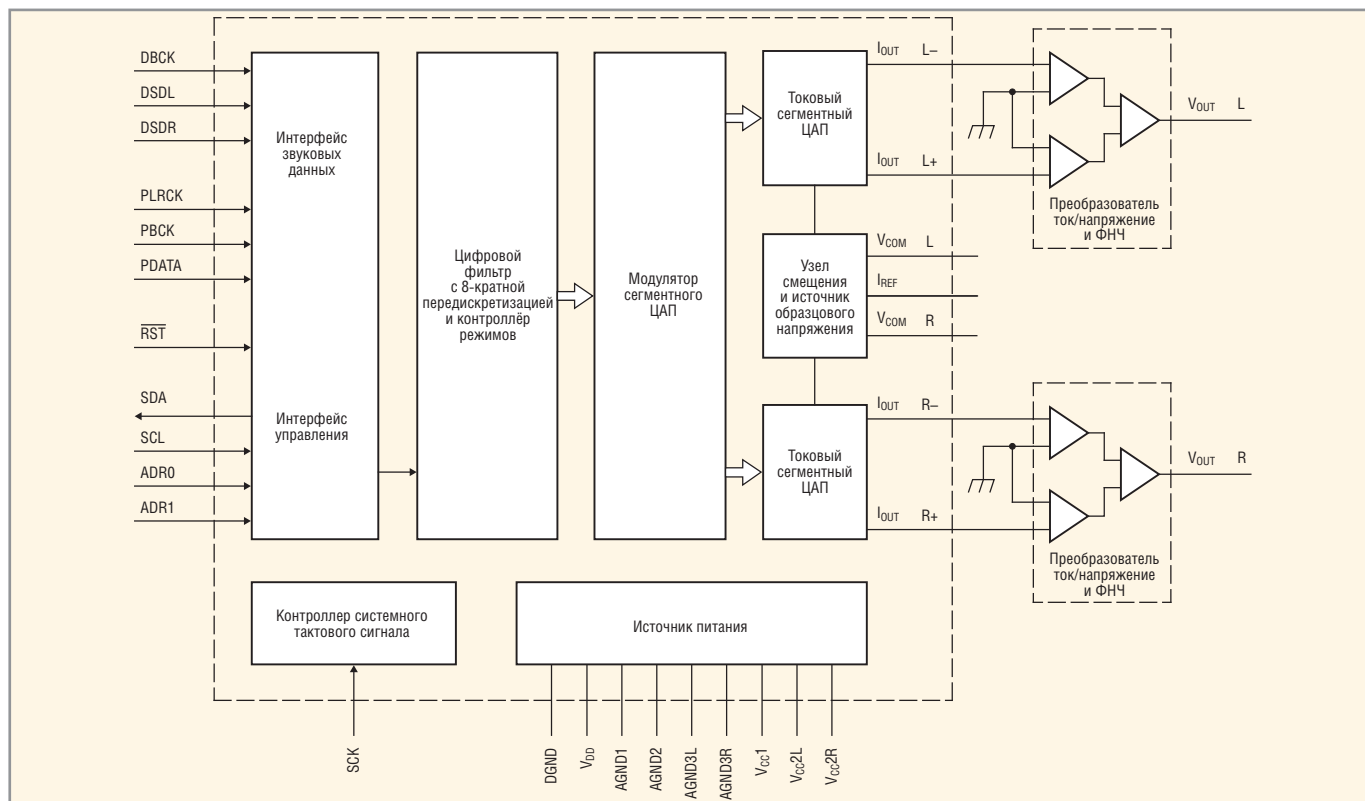 DBCK
DSDL
DSDR
PLRCK
PBCK
PDATA
RST
SDA
SCL
ADR0
ADR1
Интерфейс
звуковых
данных
Интерфейс
управления
Цифровой
фильтр
с 8-кратной
передискретизацией
и контроллёр
режимов
Модулятор
сегментного
ЦАП
Токовый
сегментный
ЦАП
Узел
смещения
и источник
образцового
напряжения
Токовый
сегментный
ЦАП
IOUT L–
IOUT L+
VCOM L
IREF
VCOM R
IOUT R–
IOUT R+
VOUT L
Преобразователь
ток/напряжение
и ФНЧ
VOUT R
Преобразователь
ток/напряжение
и ФНЧ
Контроллер системного
тактового сигнала
Источник питания
SCK
DGND
VDD
AGND1
AGND2
AGND3L
AGND3R
VCC1
VCC2L
VCC2R